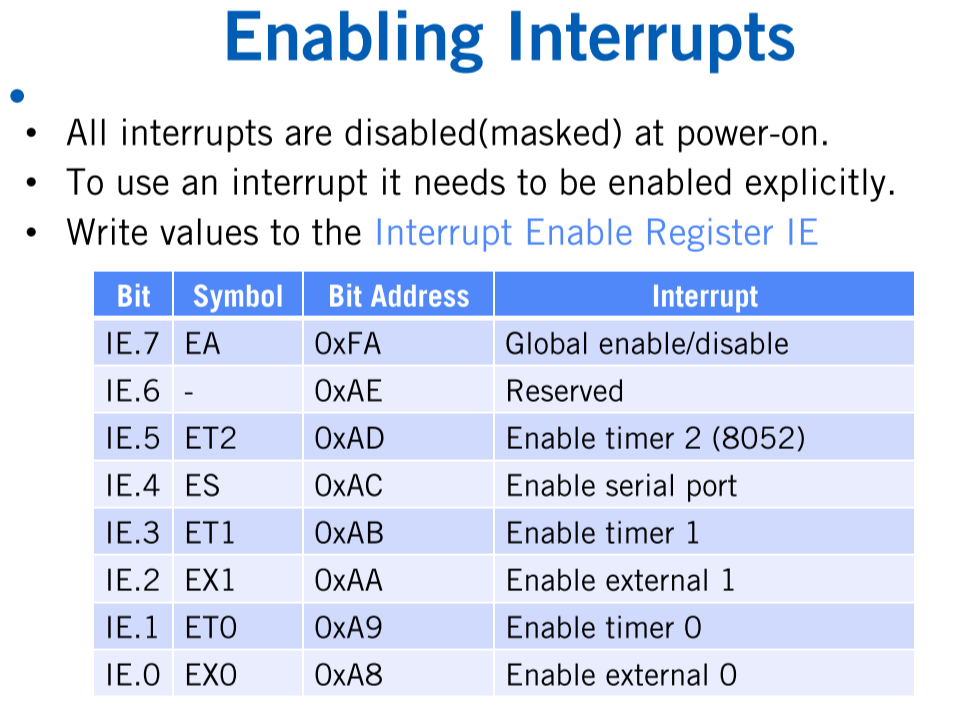 Enabling Interrupts
•
• All interrupts are disabled(masked) at power-on.
• To use an interrupt it needs to be enabled explicitly.
• Write values to the Interrupt Enable Register IE
Bit Symbol Bit Address Interrupt
IE.7 EA 0xFA Global enable/disable
IE.6 - 0xAE Reserved
IE.5 ET2 0xAD Enable timer 2 (8052)
IE.4 ES 0xAC Enable serial port
IE.3 ET1 0xAB Enable timer 1
IE.2 EX1 0xAA Enable external 1
IE.1 ET0 0xA9 Enable timer 0
IE.0 EX0 0xA8 Enable external 0